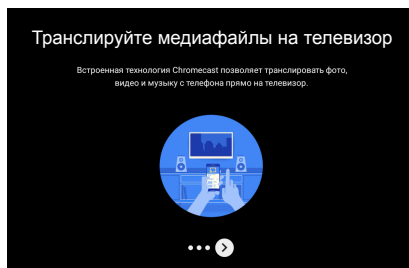 Транслируйте медиафайлы на телевизор
Встроенная технология Chromecast позволяет транслировать фото,
видео и музыку с телефона прямо на телевизор.